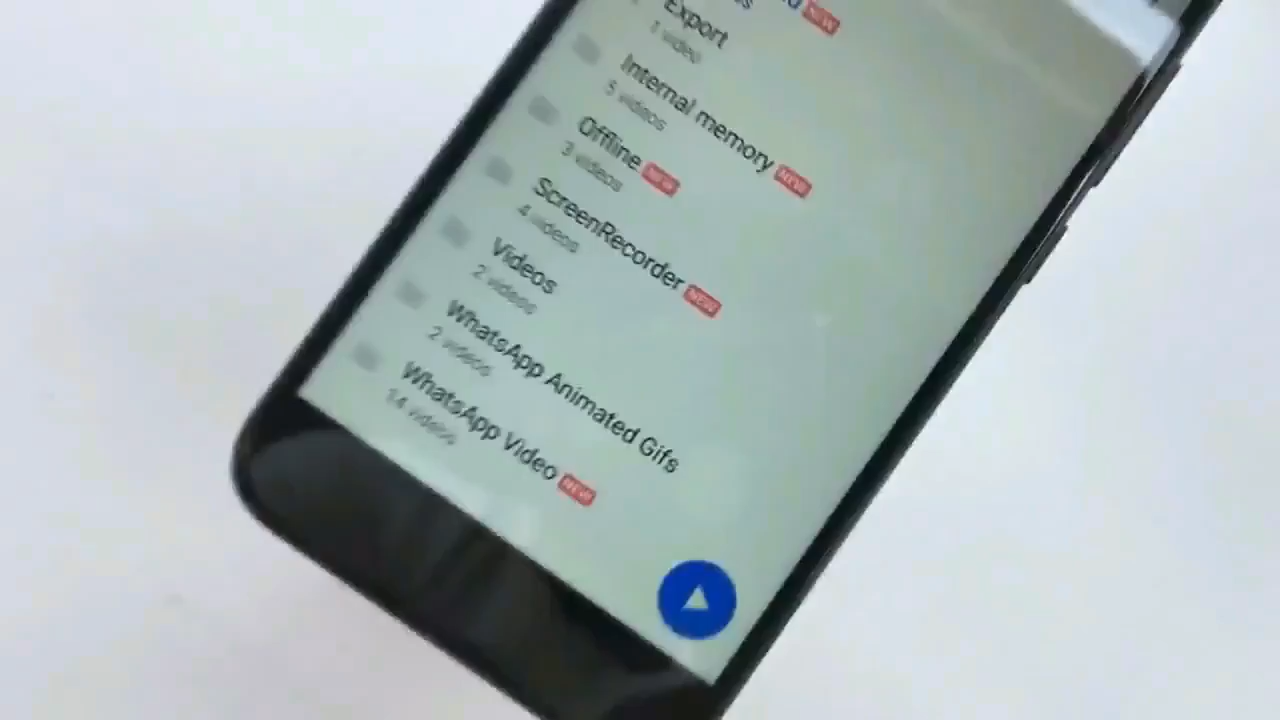 NEW
Export
1 video
Internal memory NEW
5 videos
Offline NEW
3 videos
ScreenRecorder NEW
4 videos
Videos
2 videos
WhatsApp Animated Gifs
2 videos
WhatsApp Video NEW
14 videos